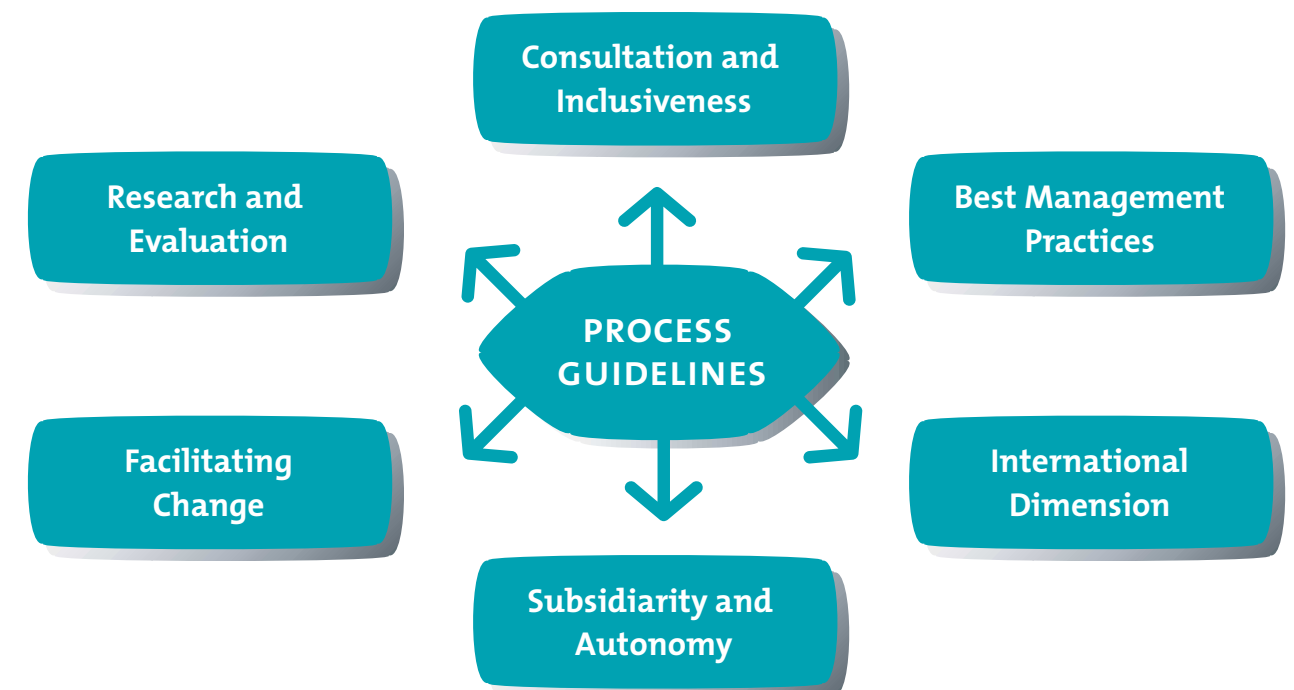 Consultation and
Inclusiveness
Research and
Evaluation
Best Management
Practices
PROCESS
GUIDELINES
Facilitating
Change
International
Dimension
Subsidiarity and
Autonomy